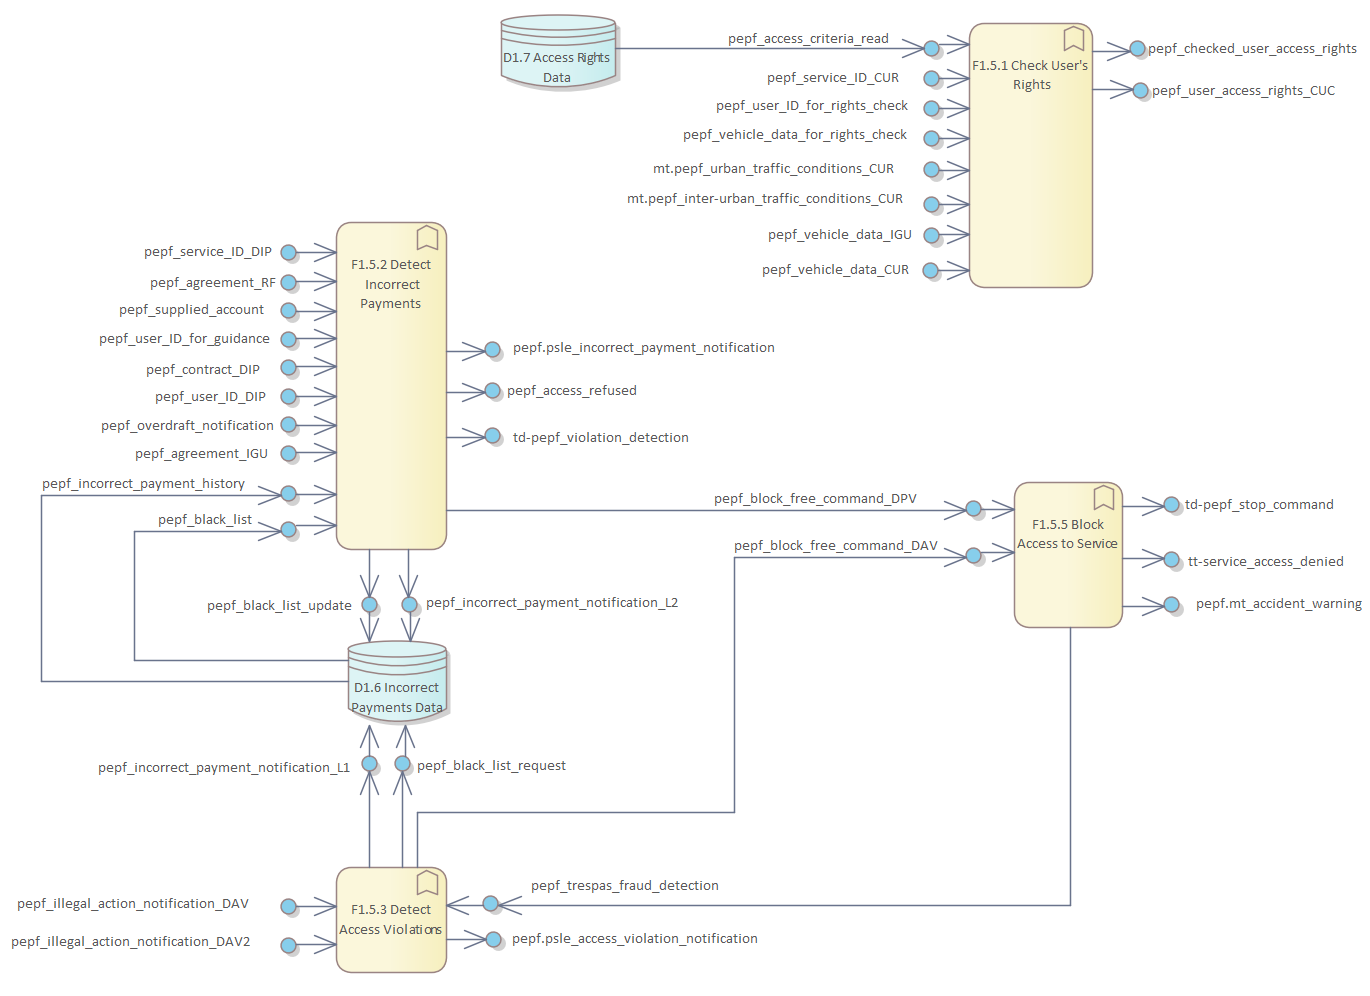 D1.7 Access Rights
Data
pepf_access_criteria_read
pepf_service_ID_CUR
pepf_user_ID_for_rights_check
pepf_vehicle_data_for_rights_check
mt.pepf_urban_traffic_conditions_CUR
mt.pepf_inter-urban_traffic_conditions_CUR
pepf_vehicle_data_IGU
pepf_vehicle_data_CUR
F1.5.1 Check User's
Rights
pepf_checked_user_access_rights
pepf_user_access_rights_CUC
pepf_service_ID_DIP
pepf_agreement_RF
pepf_supplied_account
pepf_user_ID_for_guidance
pepf_contract_DIP
pepf_user_ID_DIP
pepf_overdraft_notification
pepf_agreement_IGU
pepf_incorrect_payment_history
pepf_black_list
F1.5.2 Detect
Incorrect
Payments
pepf.psle_incorrect_payment_notification
pepf_access_refused
td-pepf_violation_detection
pepf_block_free_command_DPV
pepf_block_free_command_DAV
F1.5.5 Block
Access to Service
td-pepf_stop_command
tt-service_access_denied
pepf.mt_accident_warning
pepf_black_list_update
pepf_incorrect_payment_notification_L2
D1.6 Incorrect
Payments Data
pepf_incorrect_payment_notification_L1
pepf_black_list_request
pepf_illegal_action_notification_DAV
pepf_illegal_action_notification_DAV2
F1.5.3 Detect
Access Violations
pepf_trespas_fraud_detection
pepf.psle_access_violation_notification